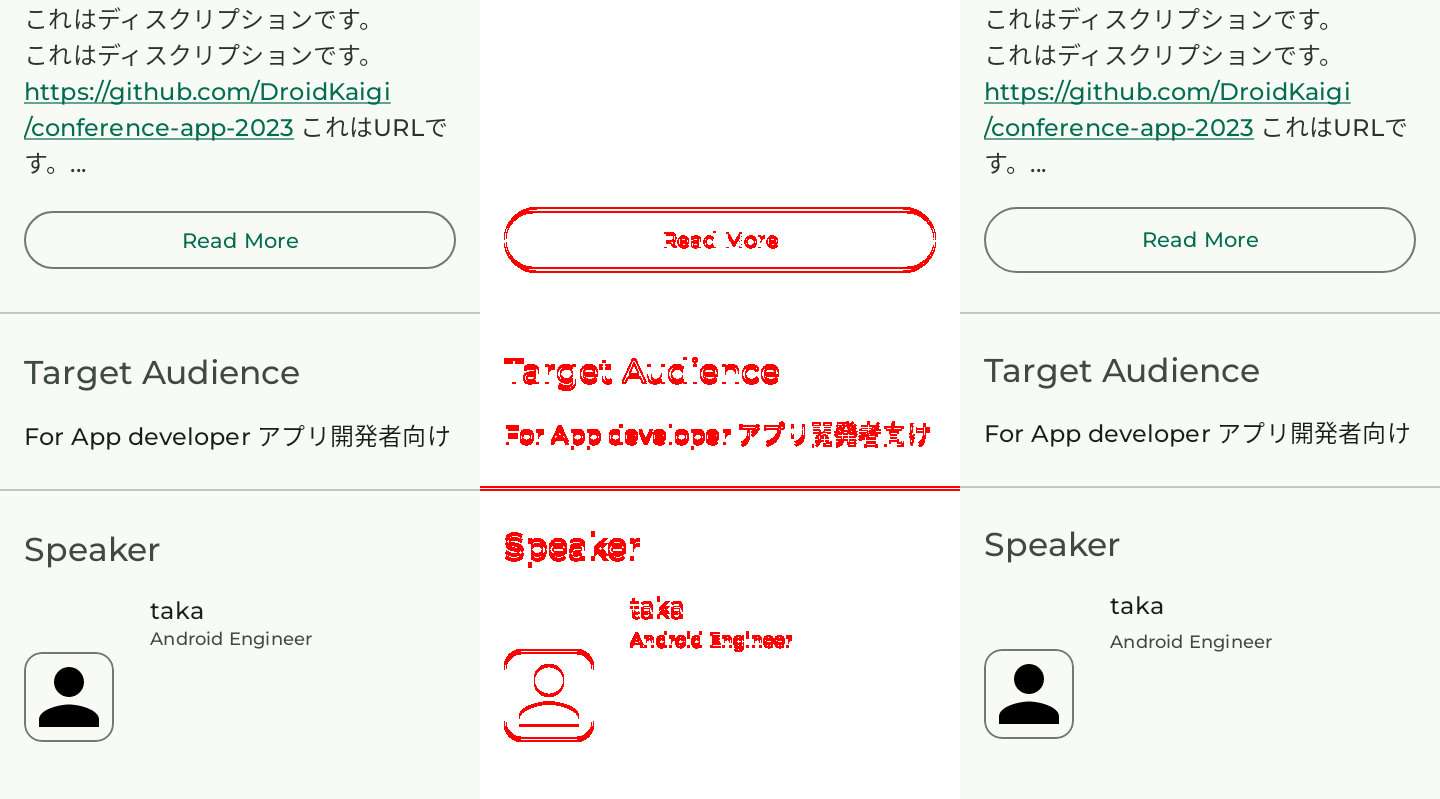 これはディスクリプションです。
これはディスクリプションです。
https://github.com/DroidKaigi
/conference-app-2023 これはURLで
す。...
Read More
Target Audience
For App developer アプリ開発者向け
Speaker
taka
Android Engineer
Read More
Target Audience
For App developer アプリ開発者向け
Speaker
taka
Android Engineer
これはディスクリプションです。
これはディスクリプションです。
https://github.com/DroidKaigi
/conference-app-2023 これはURLで
す。...
Read More
Target Audience
For App developer アプリ開発者向け
Speaker
taka
Android Engineer